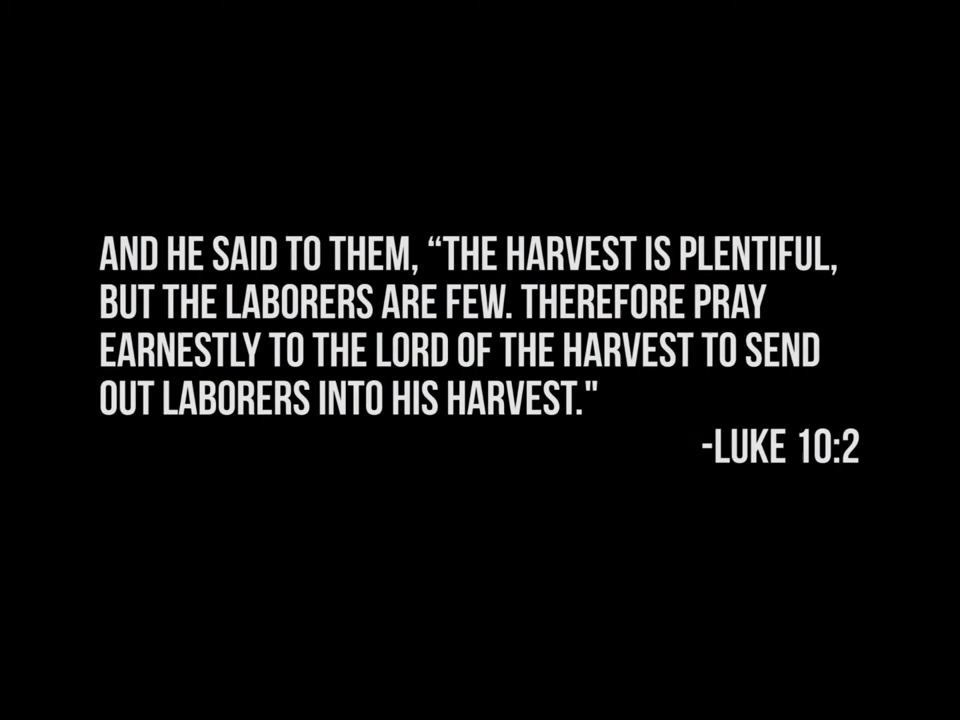 AND HE SAID TO THEM, “THE HARVEST IS PLENTIFUL,
BUT THE LABORERS ARE FEW. THEREFORE PRAY
EARNESTLY TO THE LORD OF THE HARVEST TO SEND
OUT LABORERS INTO HIS HARVEST."
-LUKE 10:2